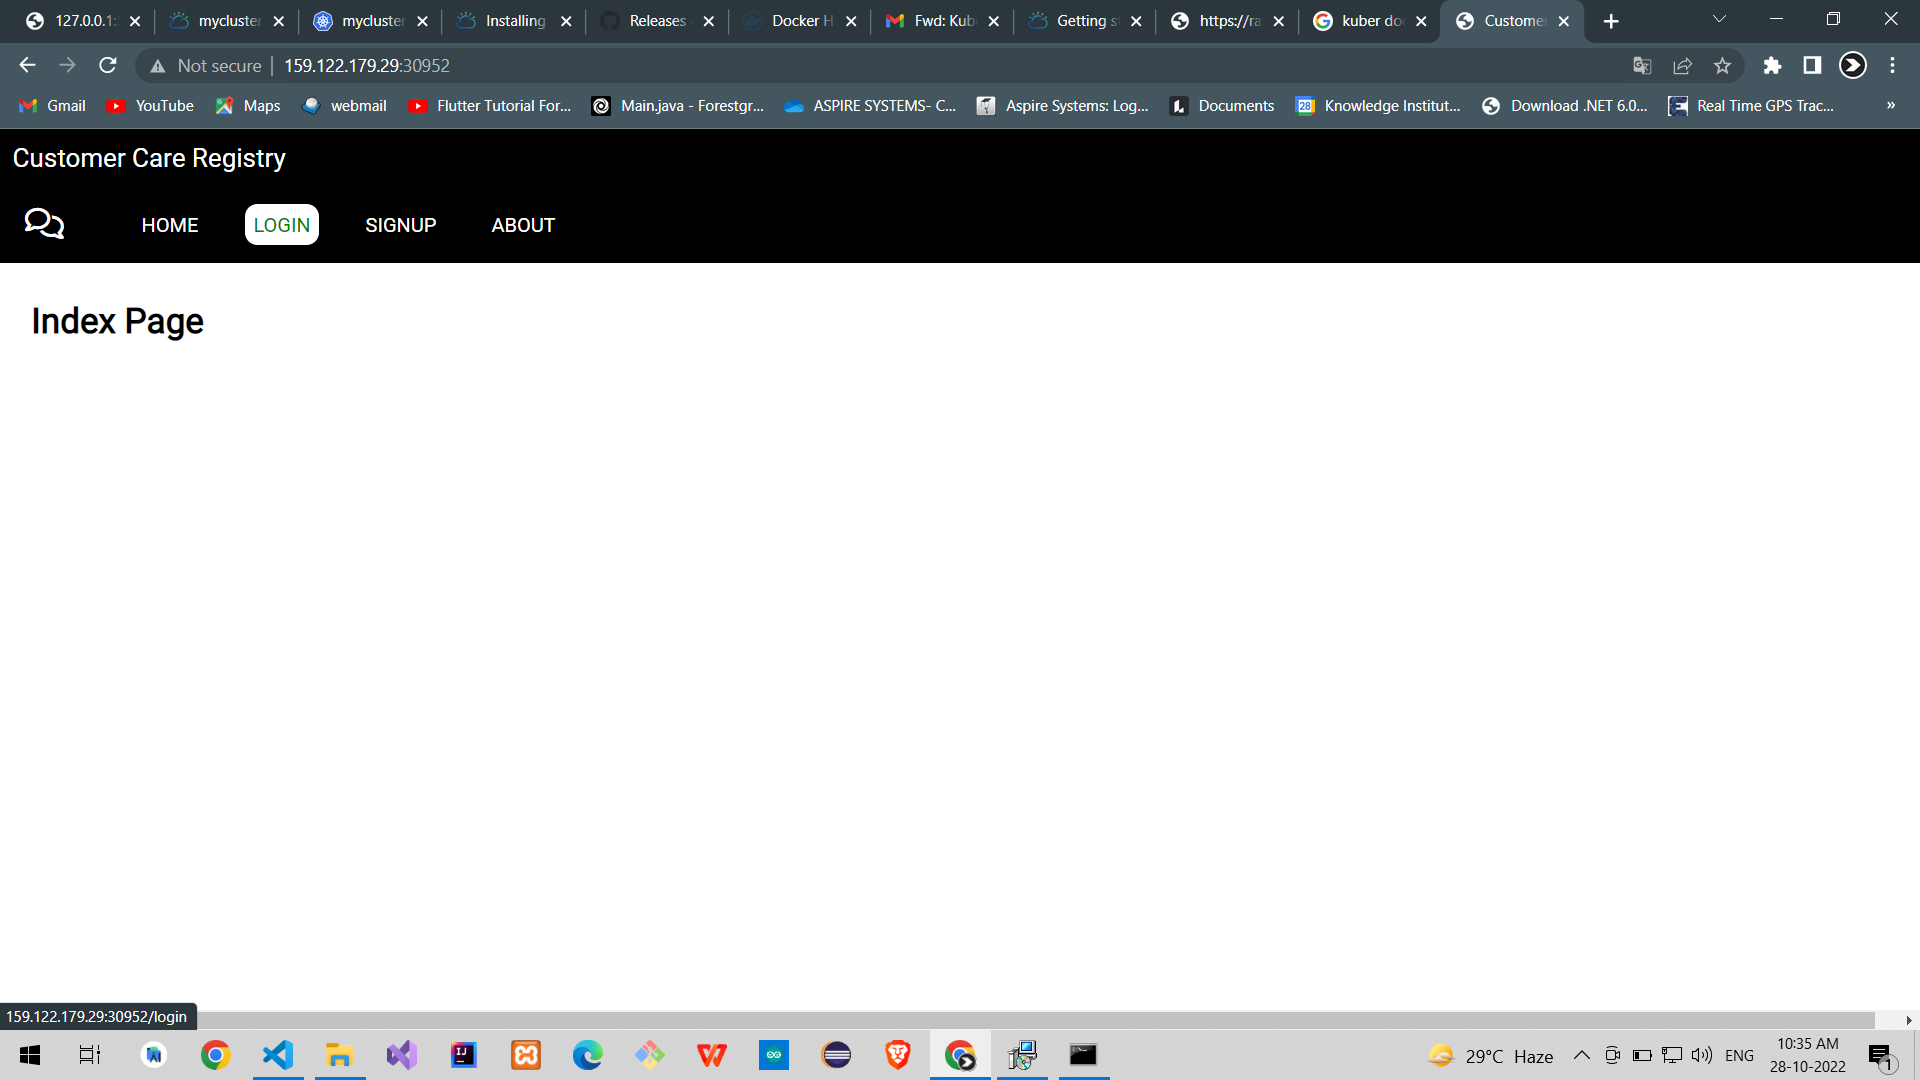 127.0.0.1: mycluster mycluster Installing Releases Docker H Fwd: Kub Getting s https://ra kuber do Customer
Not secure 159.122.179.29:30952
Gmail YouTube Maps webmail Flutter Tutorial For... Main.java - Forestgr... ASPIRE SYSTEMS- C... Aspire Systems: Log... Documents 28 Knowledge Institut... Download .NET 6.0... Real Time GPS Trac... »
Customer Care Registry
HOME LOGIN SIGNUP ABOUT
Index Page
159.122.179.29:30952/login
29°C Haze ENG 10:35 AM
28-10-2022 1